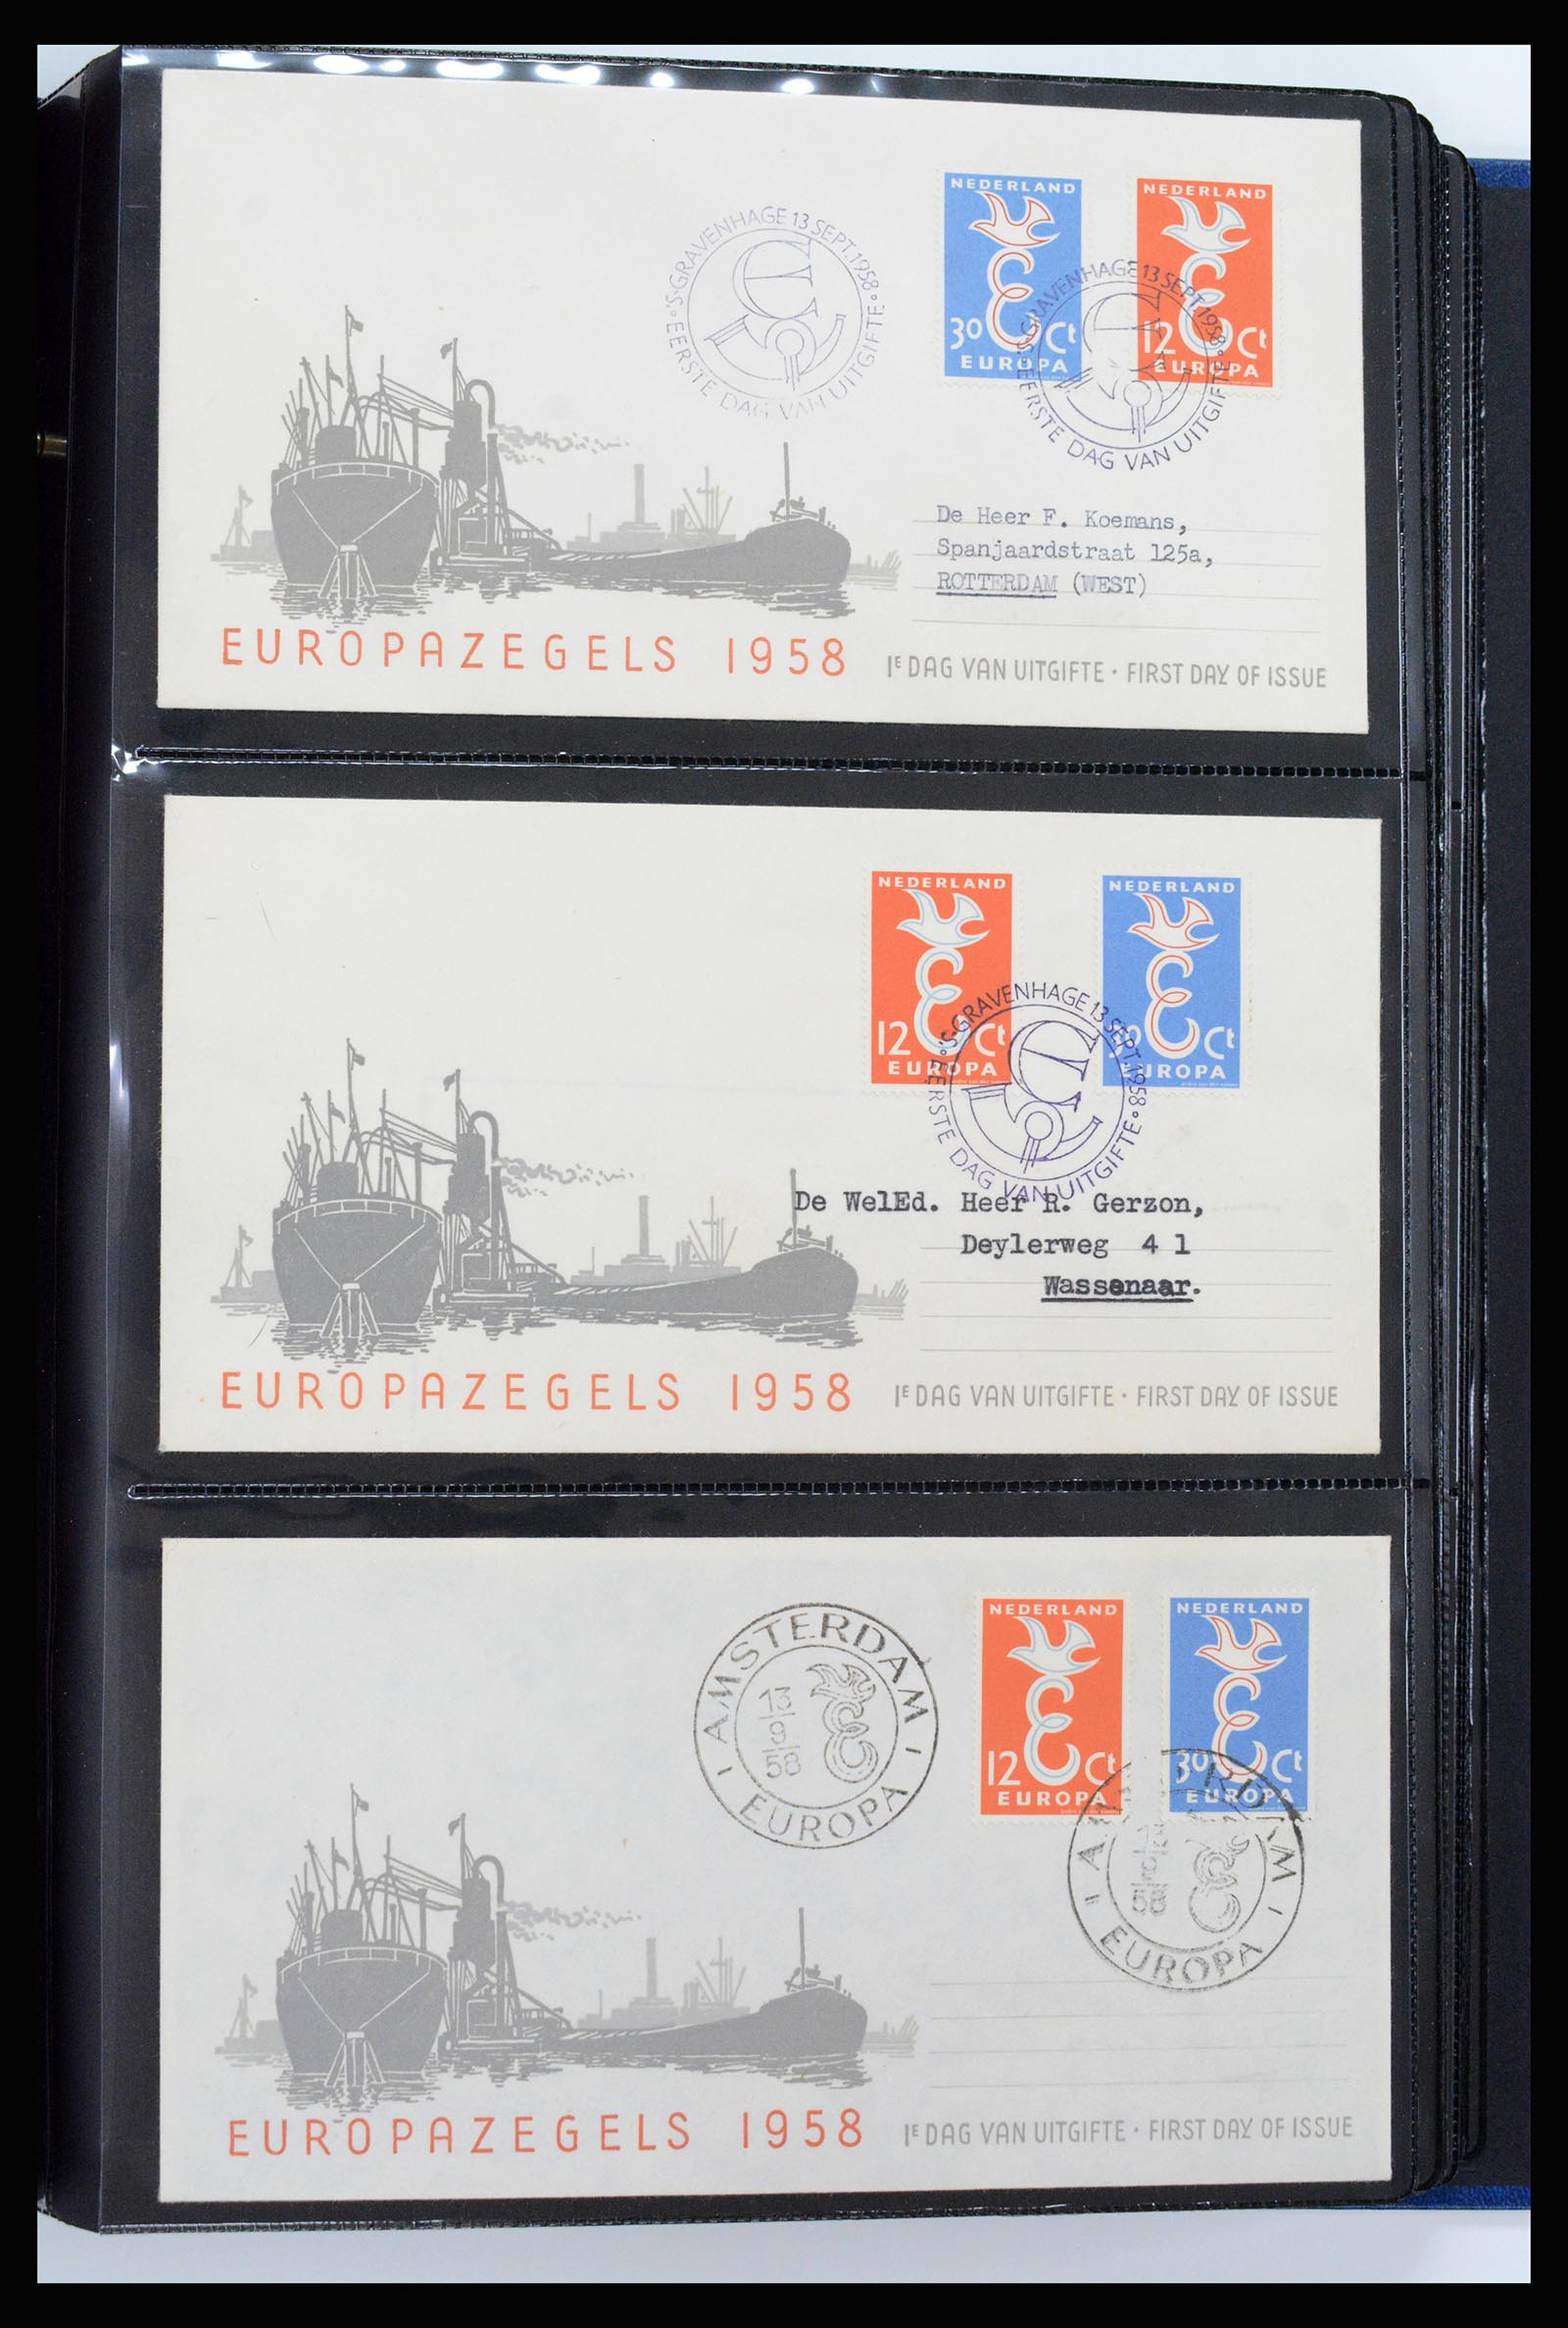 'S-GRAVENHAGE 13 SEPT. 1958
EERSTE DAG VAN UITGIFTE
NEDERLAND
30 Ct
EUROPA
NEDERLAND
12 Ct
EUROPA
'S-GRAVENHAGE 13 SEPT. 1958
EERSTE DAG VAN UITGIFTE
De Heer F. Koemans,
Spanjaardstraat 125a,
ROTTERDAM (WEST)
EUROPAZEGELS 1958
1E DAG VAN UITGIFTE · FIRST DAY OF ISSUE
NEDERLAND
12 Ct
EUROPA
NEDERLAND
30 Ct
EUROPA
'S-GRAVENHAGE 13 SEPT. 1958
EERSTE DAG VAN UITGIFTE
De WelEd. Heer R. Gerzon,
Deylerweg 4 1
Wassenaar.
EUROPAZEGELS 1958
1E DAG VAN UITGIFTE · FIRST DAY OF ISSUE
AMSTERDAM
13
9
58
EUROPA
NEDERLAND
12 Ct
EUROPA
NEDERLAND
30 Ct
EUROPA
AMSTERDAM
58
EUROPA
EUROPAZEGELS 1958
1E DAG VAN UITGIFTE · FIRST DAY OF ISSUE